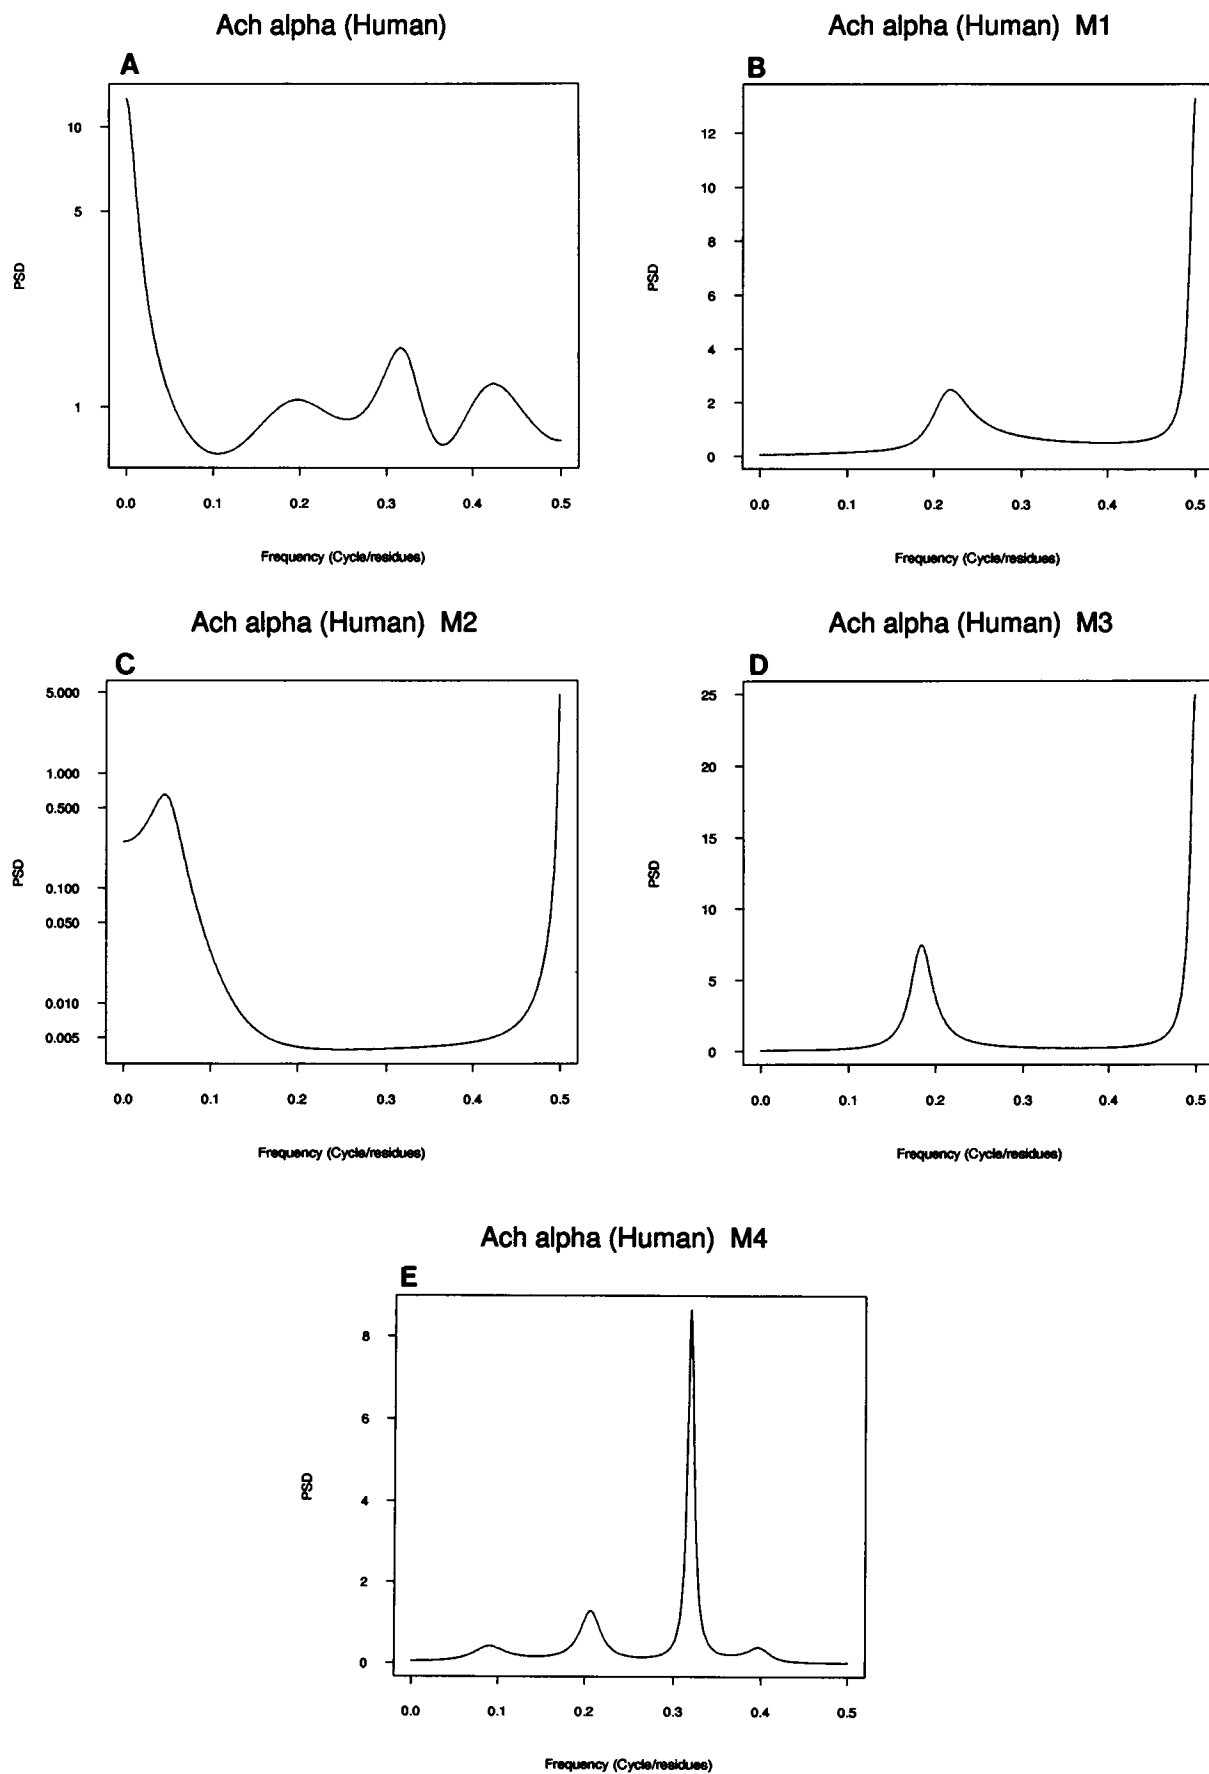 Ach alpha (Human)
A
10
5
1
PSD
0.0 0.1 0.2 0.3 0.4 0.5
Frequency (Cycle/residues)
Ach alpha (Human) M1
B
12
10
8
6
4
2
0
PSD
0.0 0.1 0.2 0.3 0.4 0.5
Frequency (Cycle/residues)
Ach alpha (Human) M2
C
5.000
1.000
0.500
0.100
0.050
0.010
0.005
PSD
0.0 0.1 0.2 0.3 0.4 0.5
Frequency (Cycle/residues)
Ach alpha (Human) M3
D
25
20
15
10
5
0
PSD
0.0 0.1 0.2 0.3 0.4 0.5
Frequency (Cycle/residues)
Ach alpha (Human) M4
E
8
6
4
2
0
PSD
0.0 0.1 0.2 0.3 0.4 0.5
Frequency (Cycle/residues)